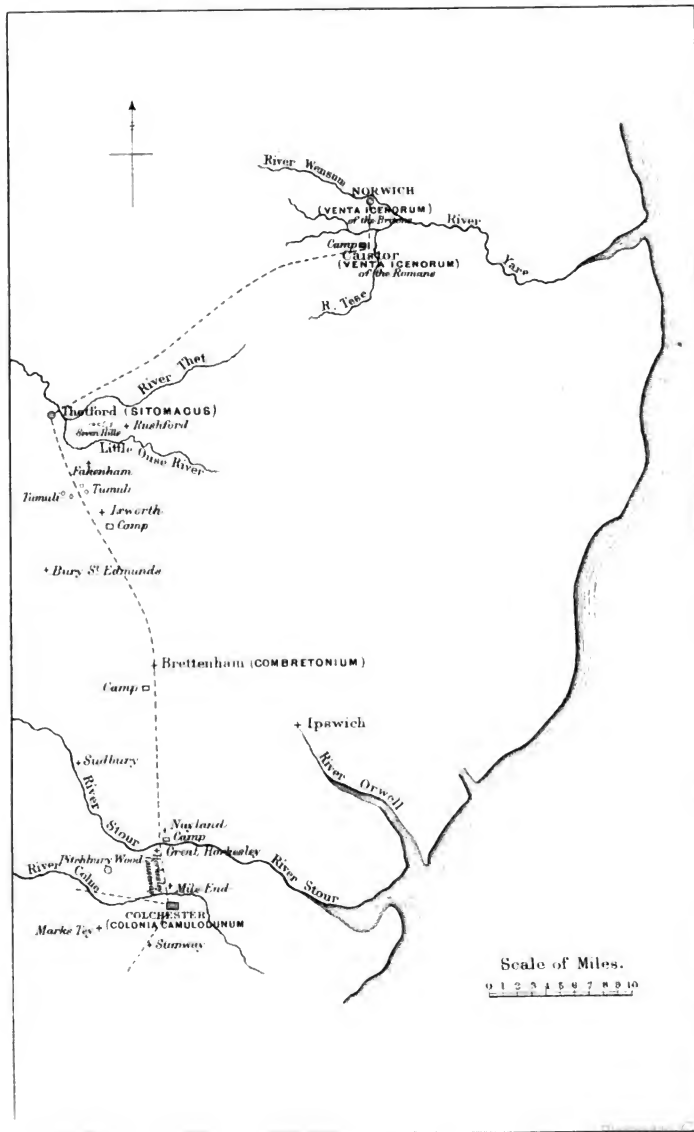 River Wensum
NORWICH
(VENTA ICENORUM)
of the Britons
River
Yare
Camp
Caistor
(VENTA ICENORUM)
of the Romans
R. Tese
River Thet
Thetford (SITOMAGUS)
Seven Hills
Rushford
Little Ouse River
Fakenham
Tumuli
Tumuli
Ixworth
Camp
Bury St Edmunds
Brettenham (COMBRETONIUM)
Camp
Ipswich
River Orwell
Sudbury
River Stour
Nayland
Camp
Great Horkesley
Pitchbury Wood
River Stour
River Colne
Mile End
COLCHESTER
(COLONIA CAMULODUNUM
Marks Tey
Stanway
Scale of Miles.
0 1 2 3 4 5 6 7 8 9 10